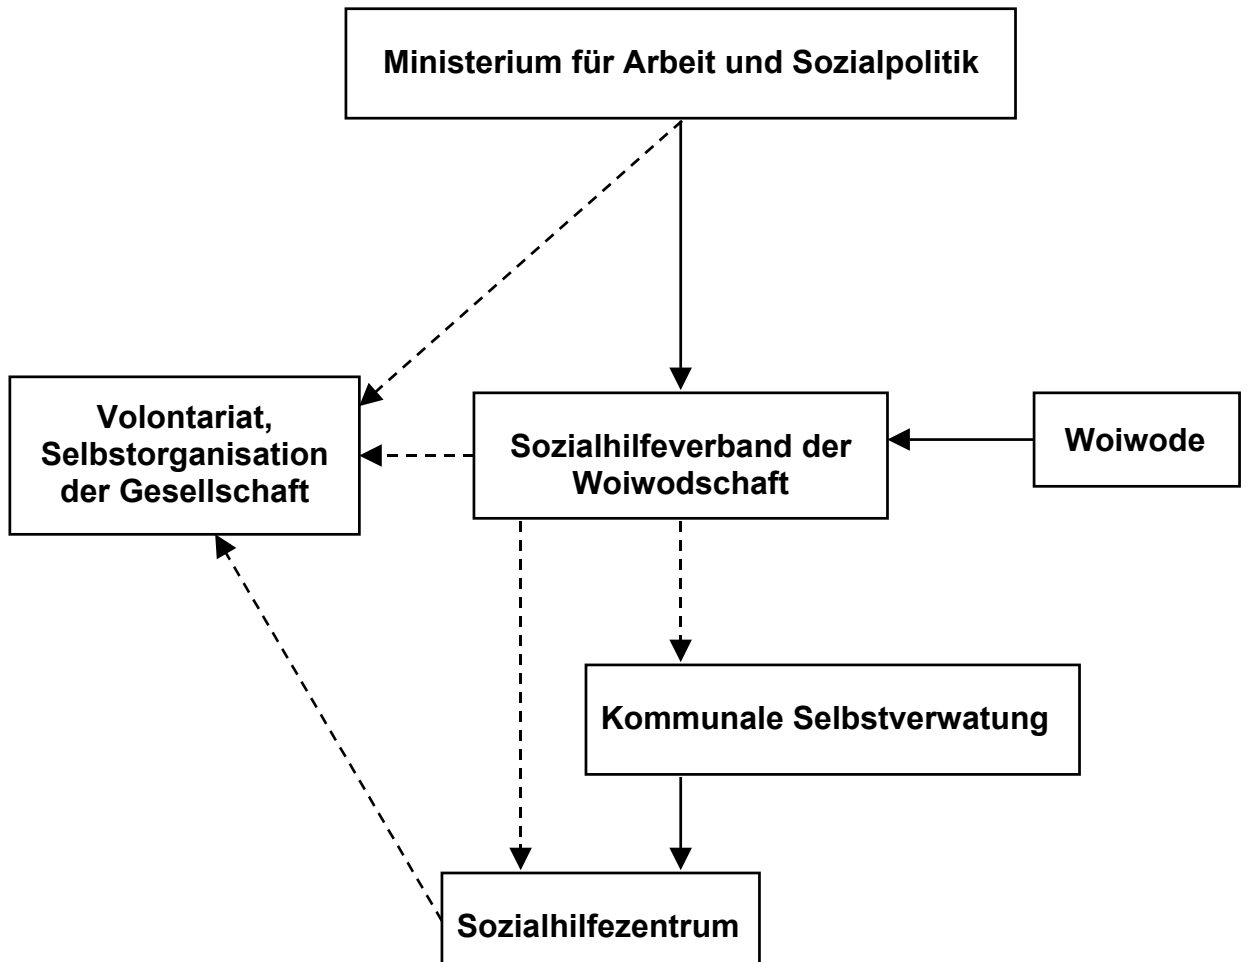 Ministerium für Arbeit und Sozialpolitik
Volontariat,
Selbstorganisation
der Gesellschaft
Sozialhilfeverband der
Woiwodschaft
Woiwode
Kommunale Selbstverwatung
Sozialhilfezentrum